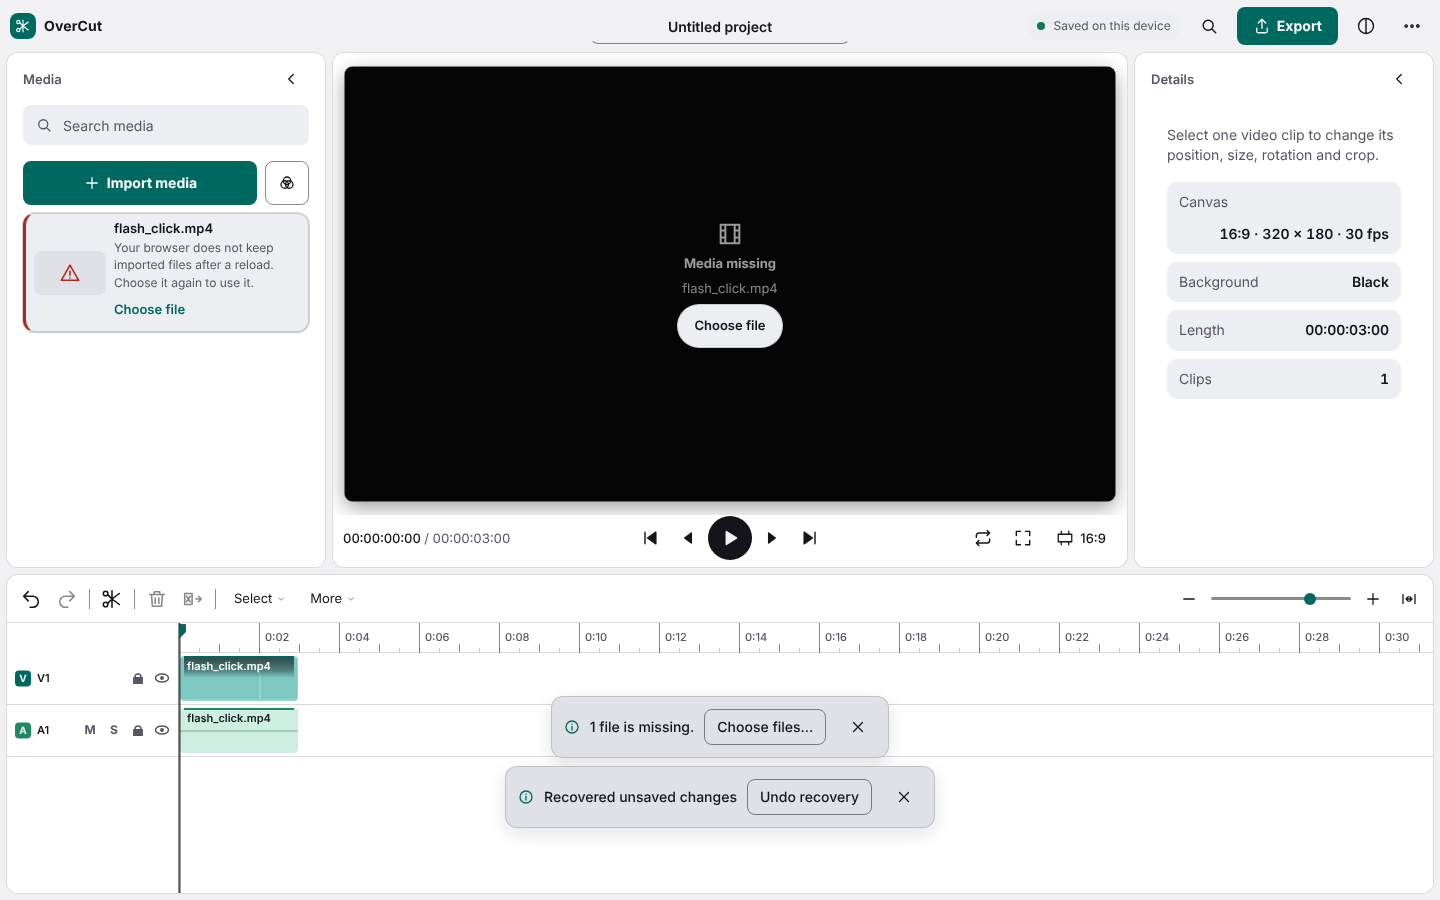 OverCut
Untitled project
Saved on this device
Export
Media
Search media
Import media
flash_click.mp4
Your browser does not keep
imported files after a reload.
Choose it again to use it.
Choose file
Media missing
flash_click.mp4
Choose file
00:00:00:00 / 00:00:03:00
16:9
Details
Select one video clip to change its
position, size, rotation and crop.
Canvas
16:9 · 320 × 180 · 30 fps
Background Black
Length 00:00:03:00
Clips 1
Select
More
0:02 0:04 0:06 0:08 0:10 0:12 0:14 0:16 0:18 0:20 0:22 0:24 0:26 0:28 0:30
V V1
flash_click.mp4
A A1 M S
flash_click.mp4
1 file is missing. Choose files...
Recovered unsaved changes Undo recovery